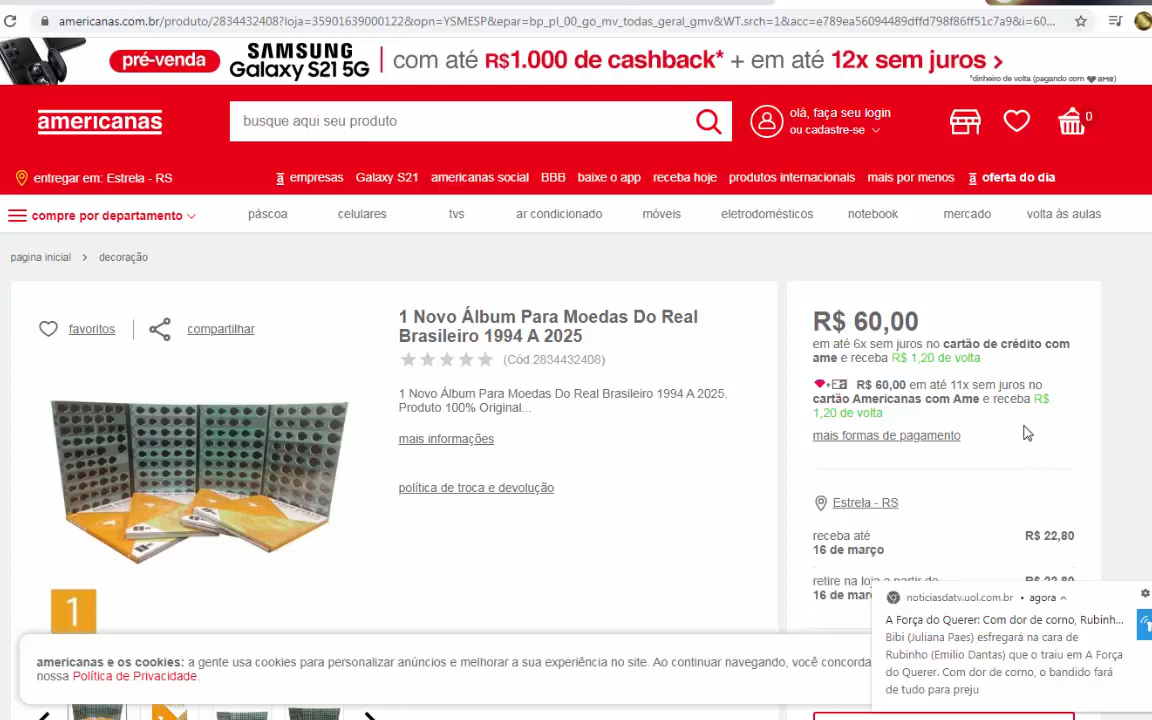 americanas.com.br/produto/2834432408?loja=35901639000122&opn=YSMESP&epar=bp_pl_00_go_mv_todas_geral_gmv&WT.srch=1&acc=e789ea56094489dffd798f86ff51c7a9&i=60...
pré-venda SAMSUNG Galaxy S21 5G com até R$1.000 de cashback* + em até 12x sem juros >
*dinheiro de volta (pagando com ame)
americanas
busque aqui seu produto
olá, faça seu login
ou cadastre-se
0
entregar em: Estrela - RS
a empresas Galaxy S21 americanas social BBB baixe o app receba hoje produtos internacionais mais por menos a oferta do dia
compre por departamento páscoa celulares tvs ar condicionado móveis eletrodomésticos notebook mercado volta às aulas
pagina inicial > decoração
favoritos compartilhar
1 Novo Álbum Para Moedas Do Real
Brasileiro 1994 A 2025
(Cód.2834432408)
1 Novo Álbum Para Moedas Do Real Brasileiro 1994 A 2025.
Produto 100% Original...
mais informações
política de troca e devolução
1
R$ 60,00
em até 6x sem juros no cartão de crédito com
ame e receba R$ 1,20 de volta
R$ 60,00 em até 11x sem juros no
cartão Americanas com Ame e receba R$
1,20 de volta
mais formas de pagamento
Estrela - RS
receba até R$ 22,80
16 de março
retire na loja a partir de R$ 22,80
16 de mar
noticiasdatv.uol.com.br • agora
A Força do Querer: Com dor de corno, Rubinh...
Bibi (Juliana Paes) esfregará na cara de
Rubinho (Emilio Dantas) que o traiu em A Força
do Querer. Com dor de corno, o bandido fará
de tudo para preju
americanas e os cookies: a gente usa cookies para personalizar anúncios e melhorar a sua experiência no site. Ao continuar navegando, você concorda
nossa Política de Privacidade.